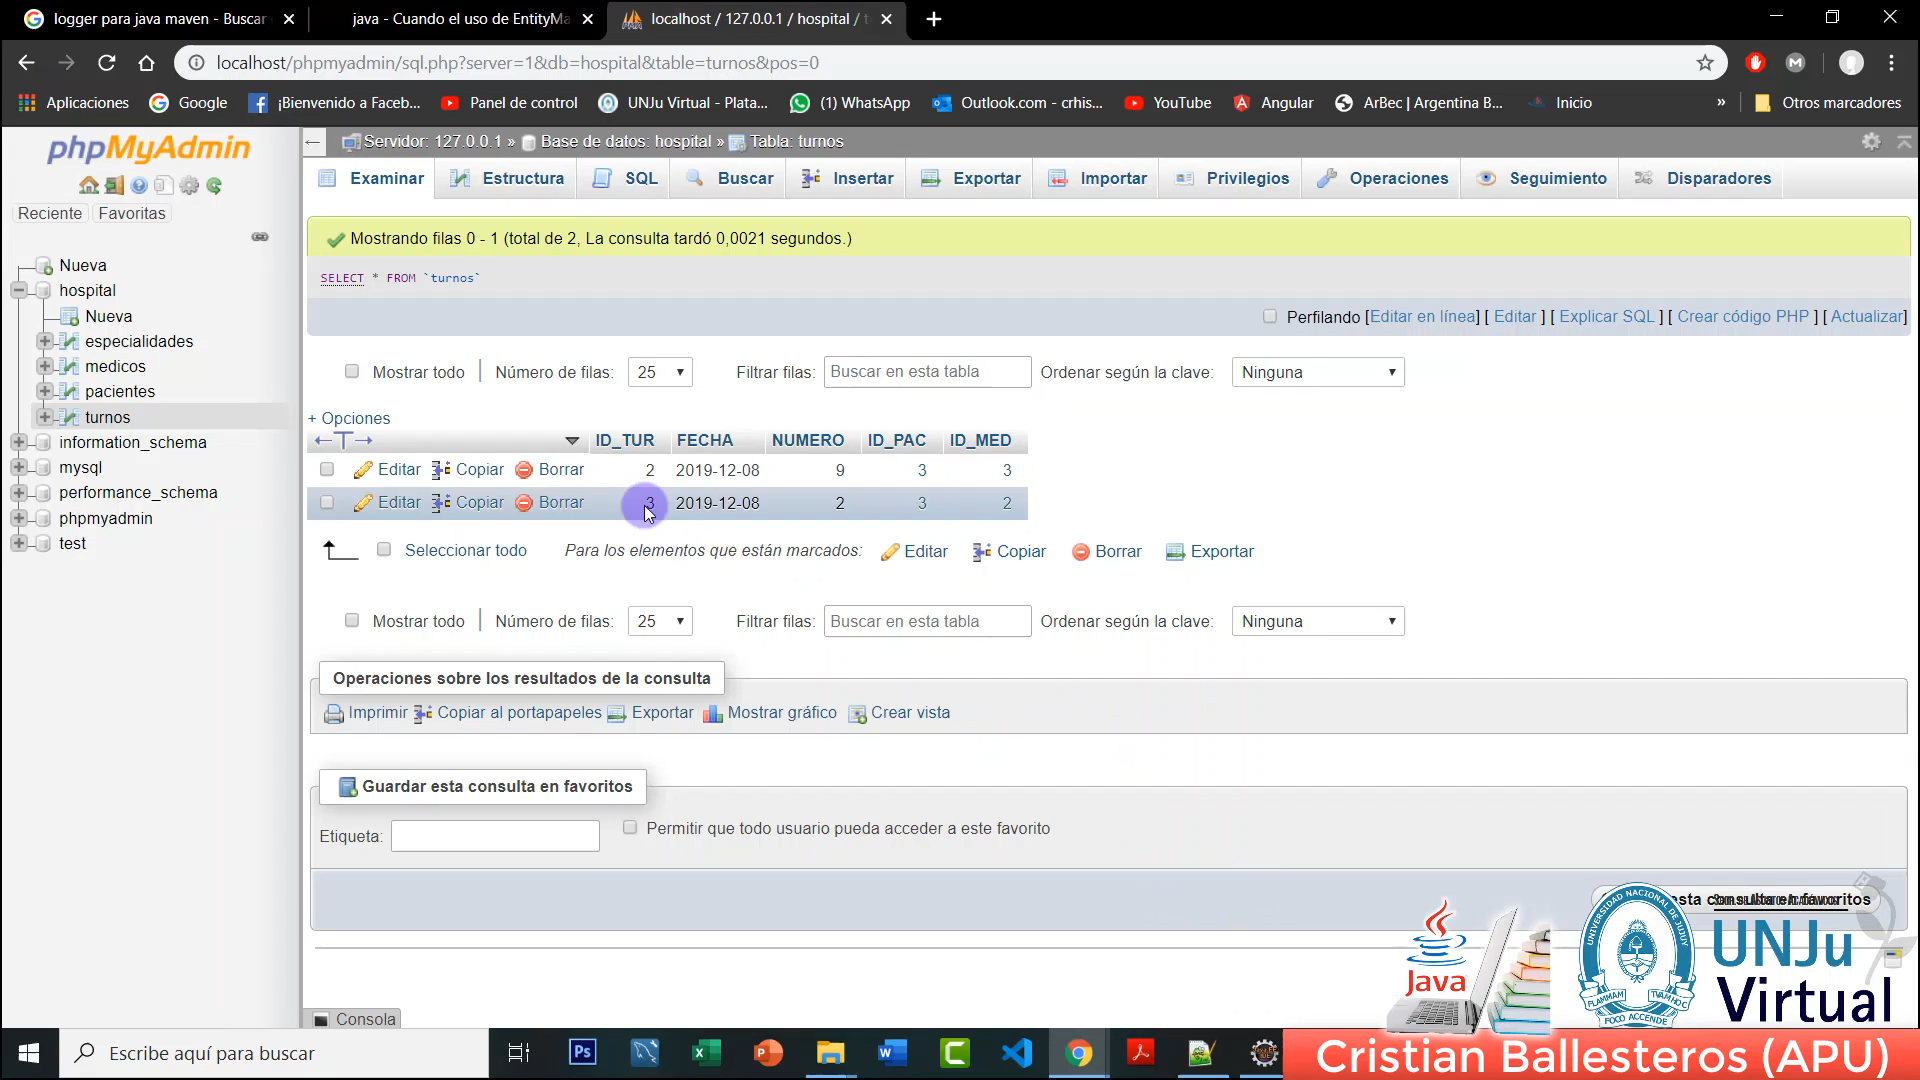 logger para java maven - Buscar
java - Cuando el uso de EntityMa
localhost / 127.0.0.1 / hospital / t
localhost/phpmyadmin/sql.php?server=1&db=hospital&table=turnos&pos=0
Aplicaciones
Google
¡Bienvenido a Faceb...
Panel de control
UNJu Virtual - Plata...
(1) WhatsApp
Outlook.com - crhis...
YouTube
Angular
ArBec | Argentina B...
Inicio
»
Otros marcadores
phpMyAdmin
Reciente Favoritas
Nueva
hospital
Nueva
especialidades
medicos
pacientes
turnos
information_schema
mysql
performance_schema
phpmyadmin
test
Servidor: 127.0.0.1 » Base de datos: hospital » Tabla: turnos
Examinar Estructura SQL Buscar Insertar Exportar Importar Privilegios Operaciones Seguimiento Disparadores
Mostrando filas 0 - 1 (total de 2, La consulta tardó 0,0021 segundos.)
SELECT * FROM `turnos`
Perfilando [Editar en línea] [ Editar ] [ Explicar SQL ] [ Crear código PHP ] [ Actualizar]
Mostrar todo | Número de filas: 25 Filtrar filas: Buscar en esta tabla Ordenar según la clave: Ninguna
+ Opciones
←T→ ID_TUR FECHA NUMERO ID_PAC ID_MED
Editar Copiar Borrar 2 2019-12-08 9 3 3
Editar Copiar Borrar 3 2019-12-08 2 3 2
Seleccionar todo Para los elementos que están marcados: Editar Copiar Borrar Exportar
Mostrar todo | Número de filas: 25 Filtrar filas: Buscar en esta tabla Ordenar según la clave: Ninguna
Operaciones sobre los resultados de la consulta
Imprimir Copiar al portapapeles Exportar Mostrar gráfico Crear vista
Guardar esta consulta en favoritos
Etiqueta: Permitir que todo usuario pueda acceder a este favorito
esta consulta en favoritos
Consola
Java
UNIVERSIDAD NACIONAL DE JUJUY
FOCO ACCENDE
UNJu
Virtual
Escribe aquí para buscar
Ps
Cristian Ballesteros (APU)